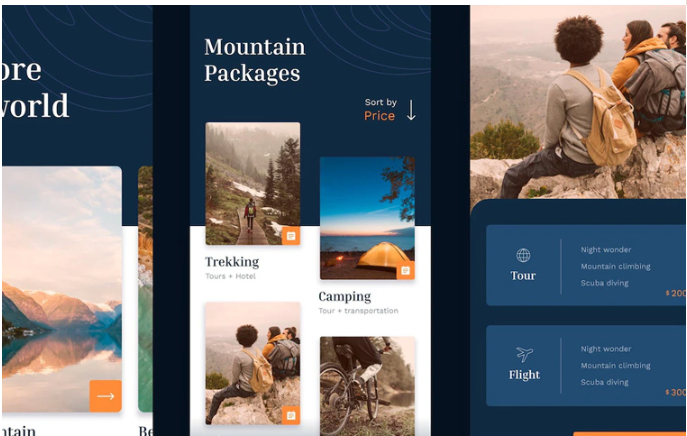 ore
world
ntain
Be
Mountain
Packages
Sort by
Price
Trekking
Tours + Hotel
Camping
Tour + transportation
Tour
Night wonder
Mountain climbing
Scuba diving
$200
Flight
Night wonder
Mountain climbing
Scuba diving
$300